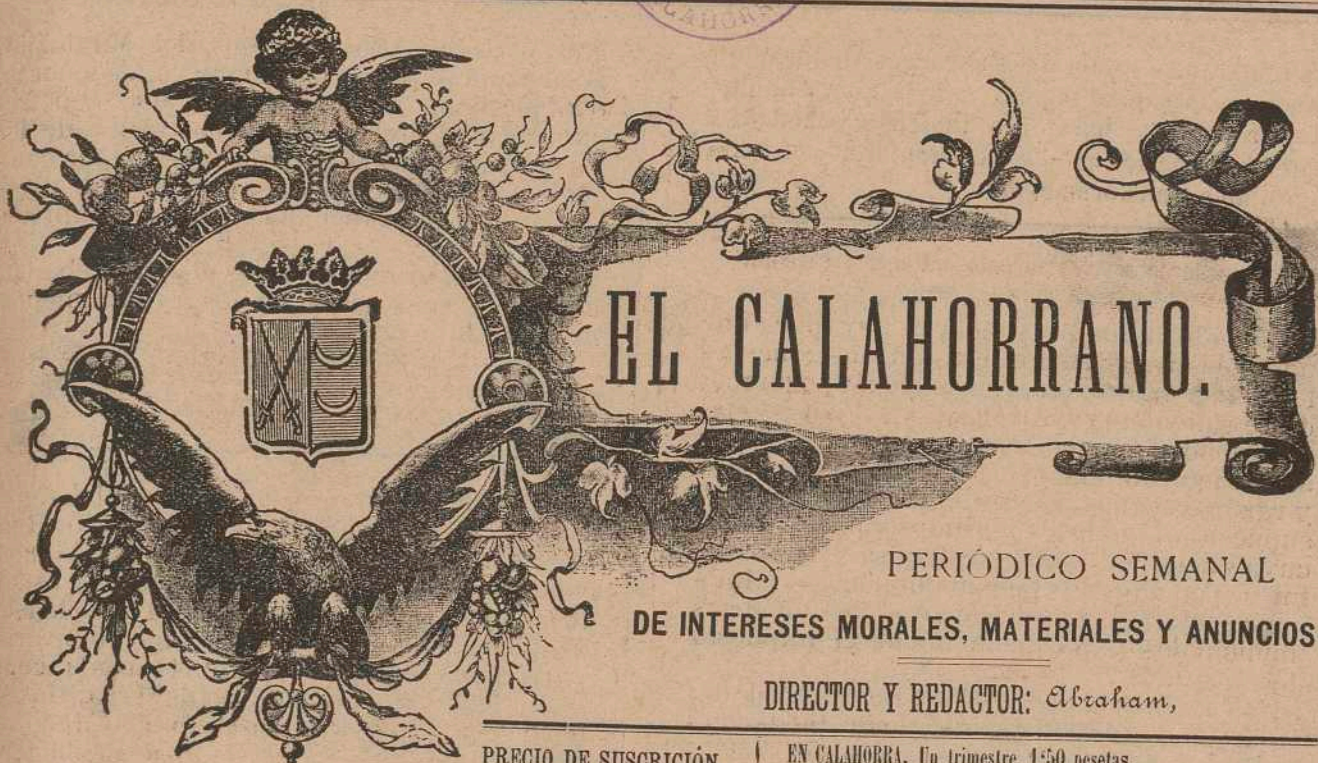 EL CALAHORRANO.
PERIÓDICO SEMANAL
DE INTERESES MORALES, MATERIALES Y ANUNCIOS
DIRECTOR Y REDACTOR: Abraham,
PRECIO DE SUSCRICIÓN
EN CALAHORRA. Un trimestre 1‘50 pesetas